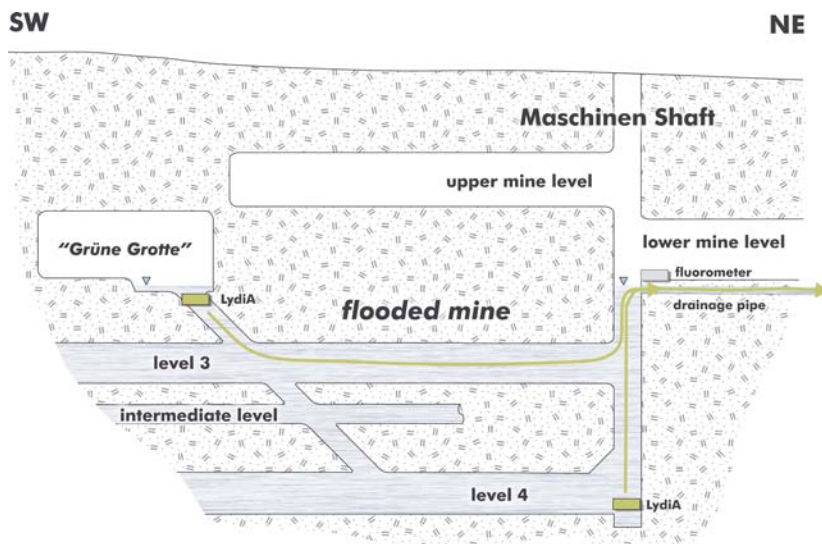 SW
NE
Maschinen Shaft
upper mine level
"Grüne Grotte"
lower mine level
fluorometer
LydiA
flooded mine
drainage pipe
level 3
intermediate level
level 4
LydiA